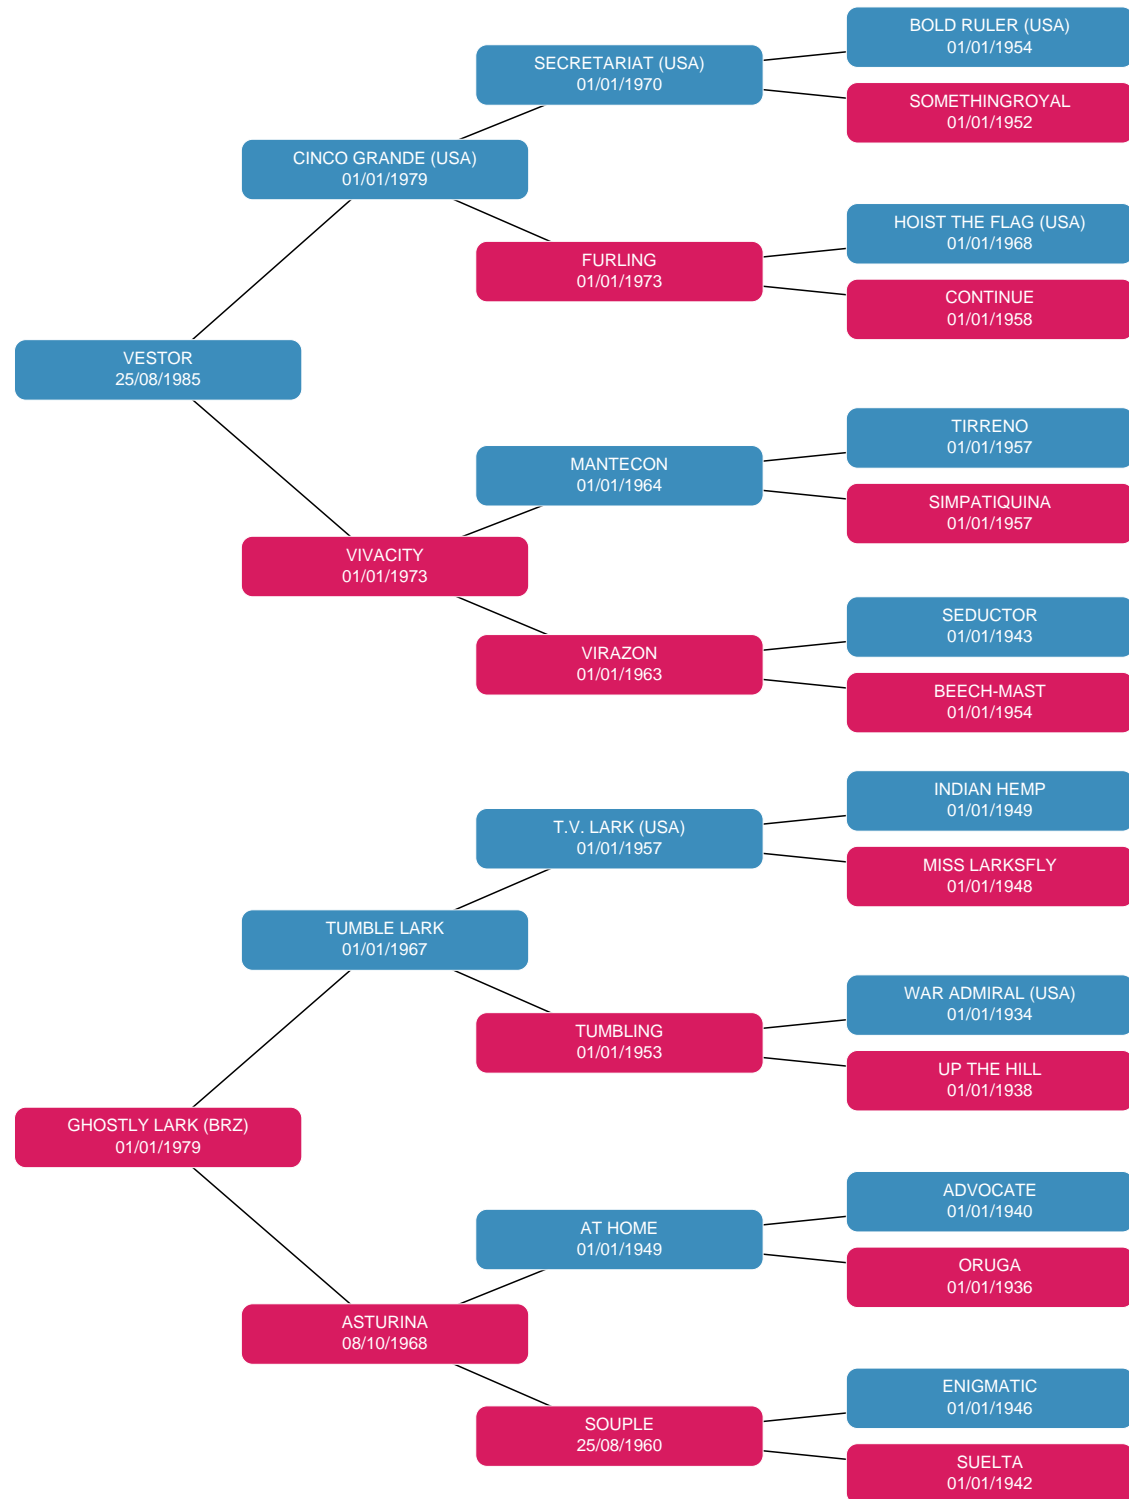 BOLD RULER (USA)
01/01/1954
SECRETARIAT (USA)
01/01/1970
SOMETHINGROYAL
01/01/1952
CINCO GRANDE (USA)
01/01/1979
HOIST THE FLAG (USA)
01/01/1968
FURLING
01/01/1973
CONTINUE
01/01/1958
VESTOR
25/08/1985
TIRRENO
01/01/1957
MANTECON
01/01/1964
SIMPATIQUINA
01/01/1957
VIVACITY
01/01/1973
SEDUCTOR
01/01/1943
VIRAZON
01/01/1963
BEECH-MAST
01/01/1954
INDIAN HEMP
01/01/1949
T.V. LARK (USA)
01/01/1957
MISS LARKSFLY
01/01/1948
TUMBLE LARK
01/01/1967
WAR ADMIRAL (USA)
01/01/1934
TUMBLING
01/01/1953
UP THE HILL
01/01/1938
GHOSTLY LARK (BRZ)
01/01/1979
ADVOCATE
01/01/1940
AT HOME
01/01/1949
ORUGA
01/01/1936
ASTURINA
08/10/1968
ENIGMATIC
01/01/1946
SOUPLE
25/08/1960
SUELTA
01/01/1942